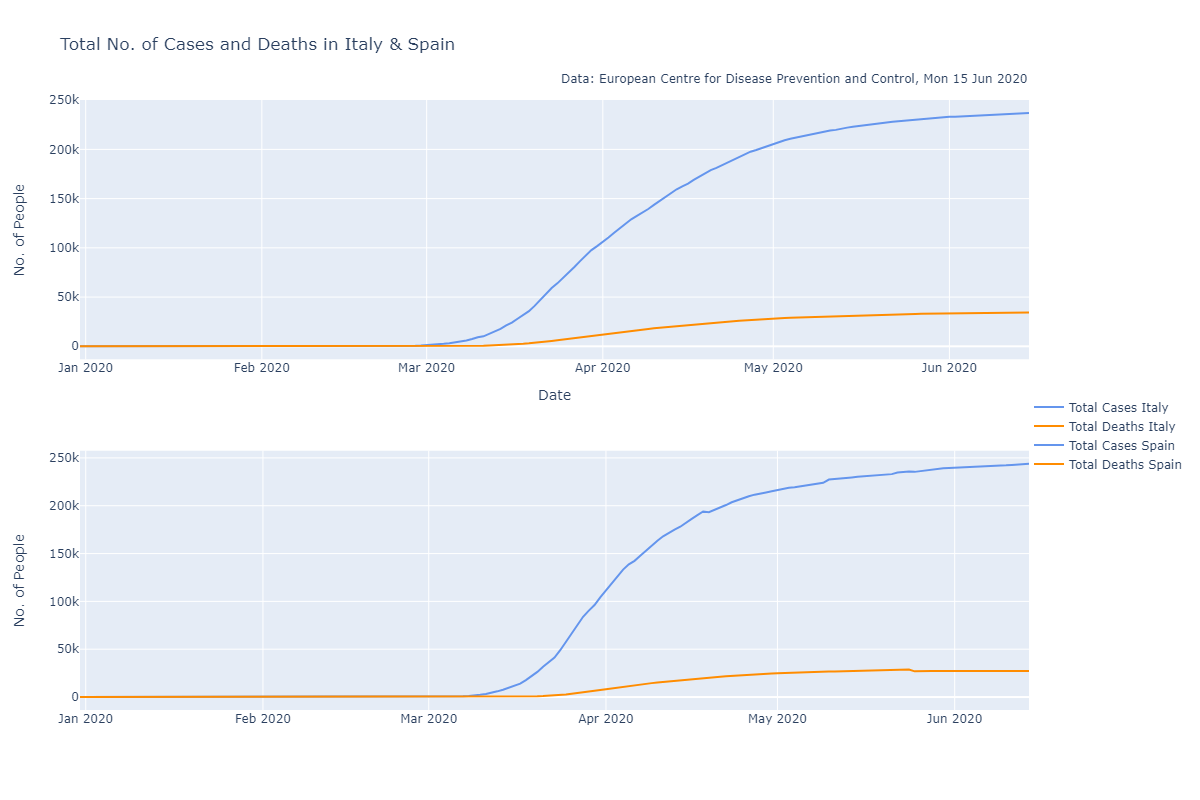 Total No. of Cases and Deaths in Italy & Spain
Data: European Centre for Disease Prevention and Control, Mon 15 Jun 2020
No. of People
250k
200k
150k
100k
50k
0
Jan 2020 Feb 2020 Mar 2020 Apr 2020 May 2020 Jun 2020
Date
Total Cases Italy
Total Deaths Italy
Total Cases Spain
Total Deaths Spain
No. of People
250k
200k
150k
100k
50k
0
Jan 2020 Feb 2020 Mar 2020 Apr 2020 May 2020 Jun 2020